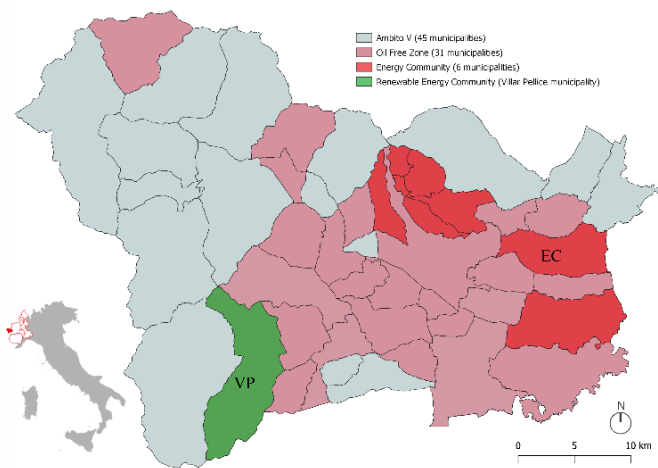 Ambito V (45 municipalities)
Oil Free Zone (31 municipalities)
Energy Community (6 municipalities)
Renewable Energy Community (Villar Pellice municipality)
EC
VP
N
0 5 10 km